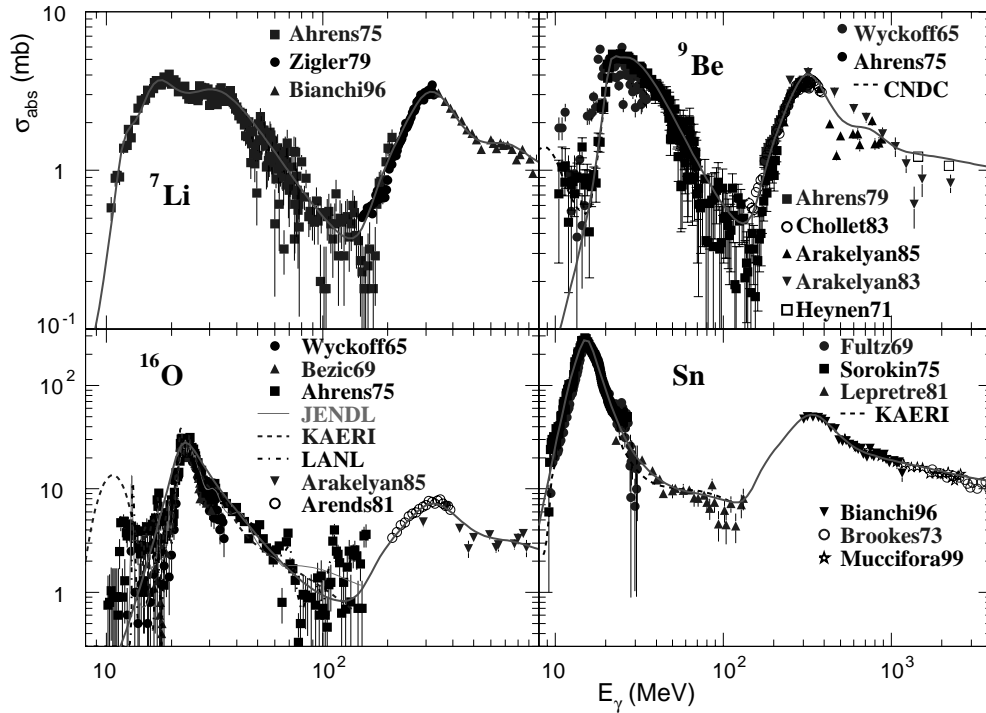 σabs (mb)
10
1
10⁻¹
Ahrens75
Zigler79
Bianchi96
⁷Li
⁹Be
Wyckoff65
Ahrens75
CNDC
Ahrens79
Chollet83
Arakelyan85
Arakelyan83
Heynen71
10²
10
1
¹⁶O
Wyckoff65
Bezic69
Ahrens75
JENDL
KAERI
LANL
Arakelyan85
Arends81
Sn
Fultz69
Sorokin75
Lepretre81
KAERI
Bianchi96
Brookes73
Muccifora99
10
10²
10
10²
10³
Eγ (MeV)